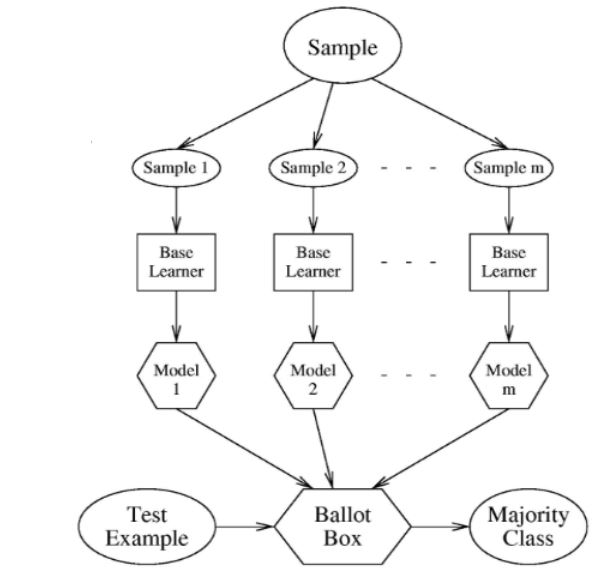 Sample
Sample 1
Sample 2
- - -
Sample m
Base
Learner
Base
Learner
- - -
Base
Learner
Model
1
Model
2
- - -
Model
m
Test
Example
Ballot
Box
Majority
Class